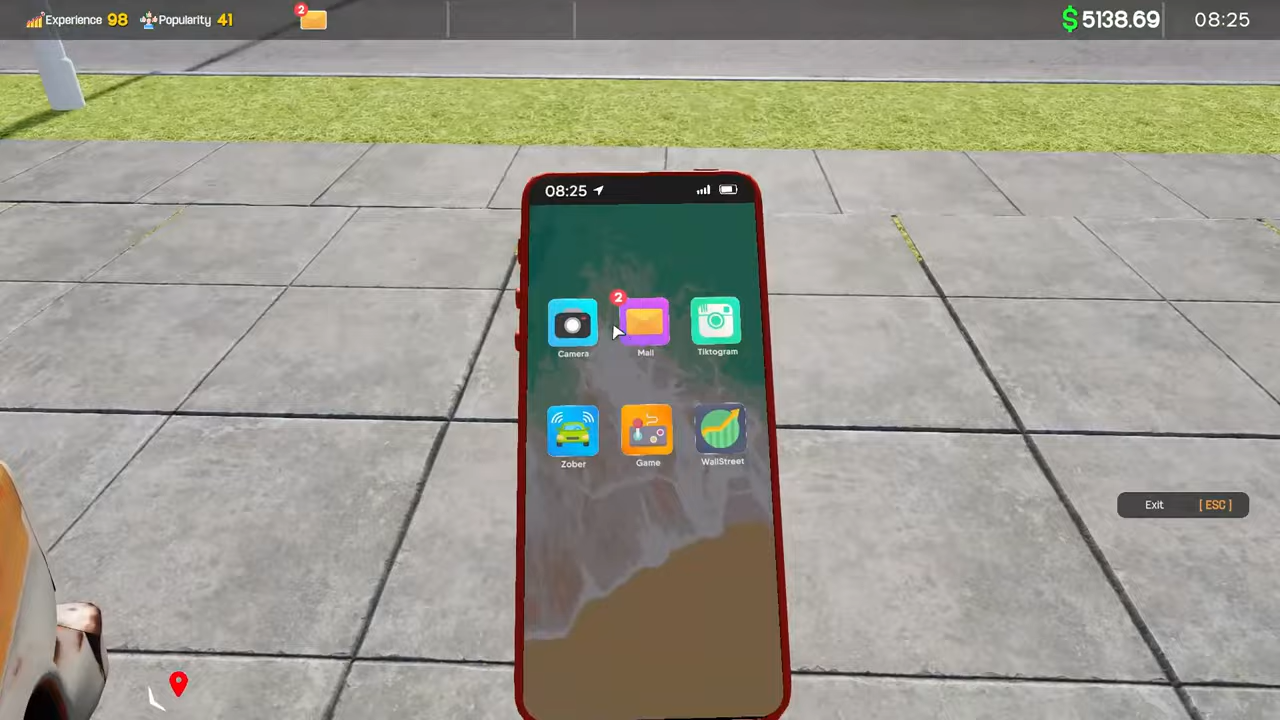 Experience 98 Popularity 41 2 $5138.69 08:25
08:25
2
Camera Mail Tiktogram
Zober Game WallStreet
Exit [ESC]